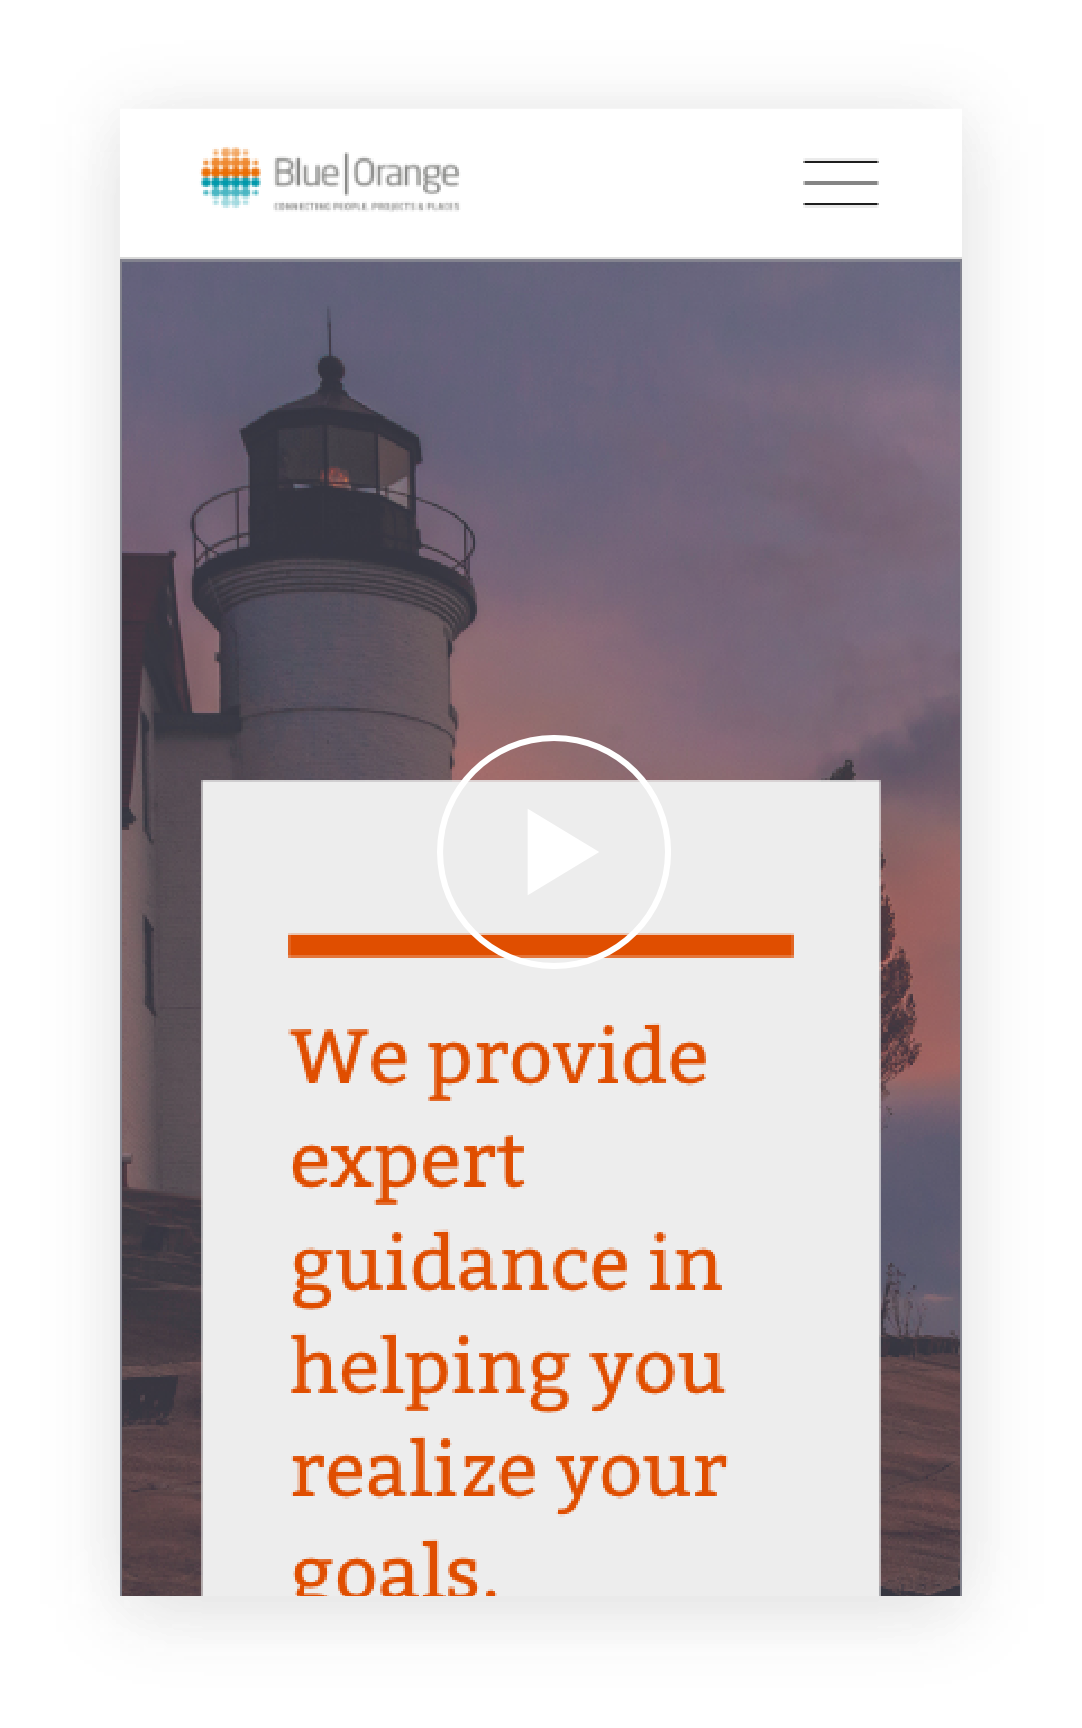 Blue|Orange
CONNECTING PEOPLE, PROJECTS & PLACES
We provide
expert
guidance in
helping you
realize your
goals.